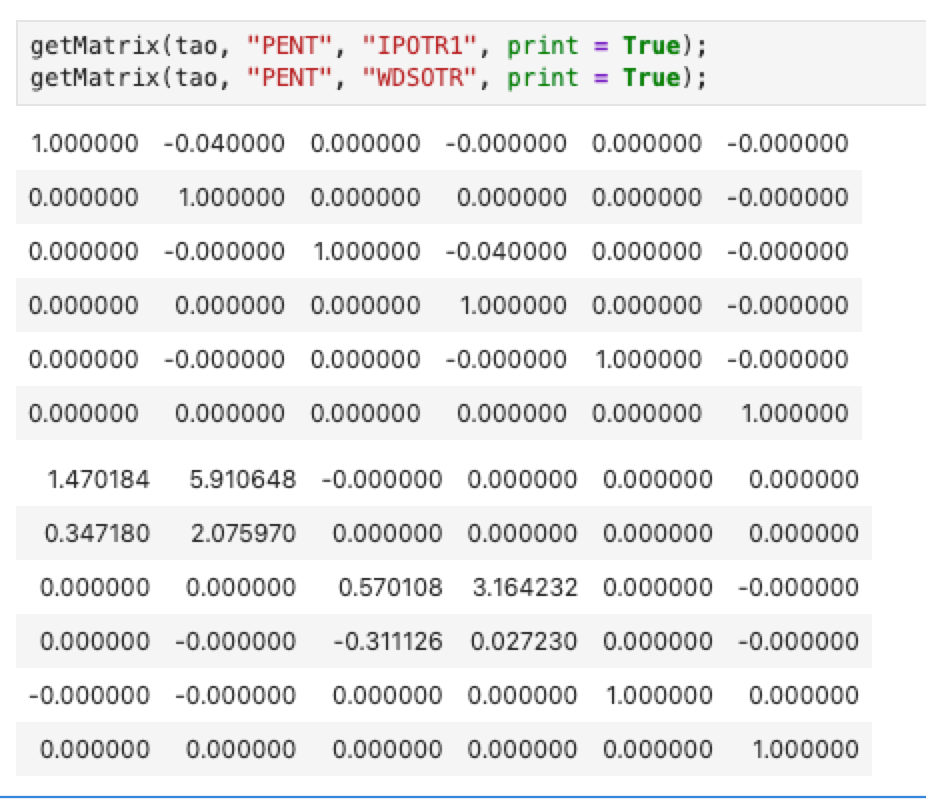 getMatrix(tao, "PENT", "IPOTR1", print = True);
getMatrix(tao, "PENT", "WDSOTR", print = True);
1.000000 -0.040000 0.000000 -0.000000 0.000000 -0.000000
0.000000 1.000000 0.000000 0.000000 0.000000 -0.000000
0.000000 -0.000000 1.000000 -0.040000 0.000000 -0.000000
0.000000 0.000000 0.000000 1.000000 0.000000 -0.000000
0.000000 -0.000000 0.000000 -0.000000 1.000000 -0.000000
0.000000 0.000000 0.000000 0.000000 0.000000 1.000000
1.470184 5.910648 -0.000000 0.000000 0.000000 0.000000
0.347180 2.075970 0.000000 0.000000 0.000000 0.000000
0.000000 0.000000 0.570108 3.164232 0.000000 -0.000000
0.000000 -0.000000 -0.311126 0.027230 0.000000 -0.000000
-0.000000 -0.000000 0.000000 0.000000 1.000000 0.000000
0.000000 0.000000 0.000000 0.000000 0.000000 1.000000